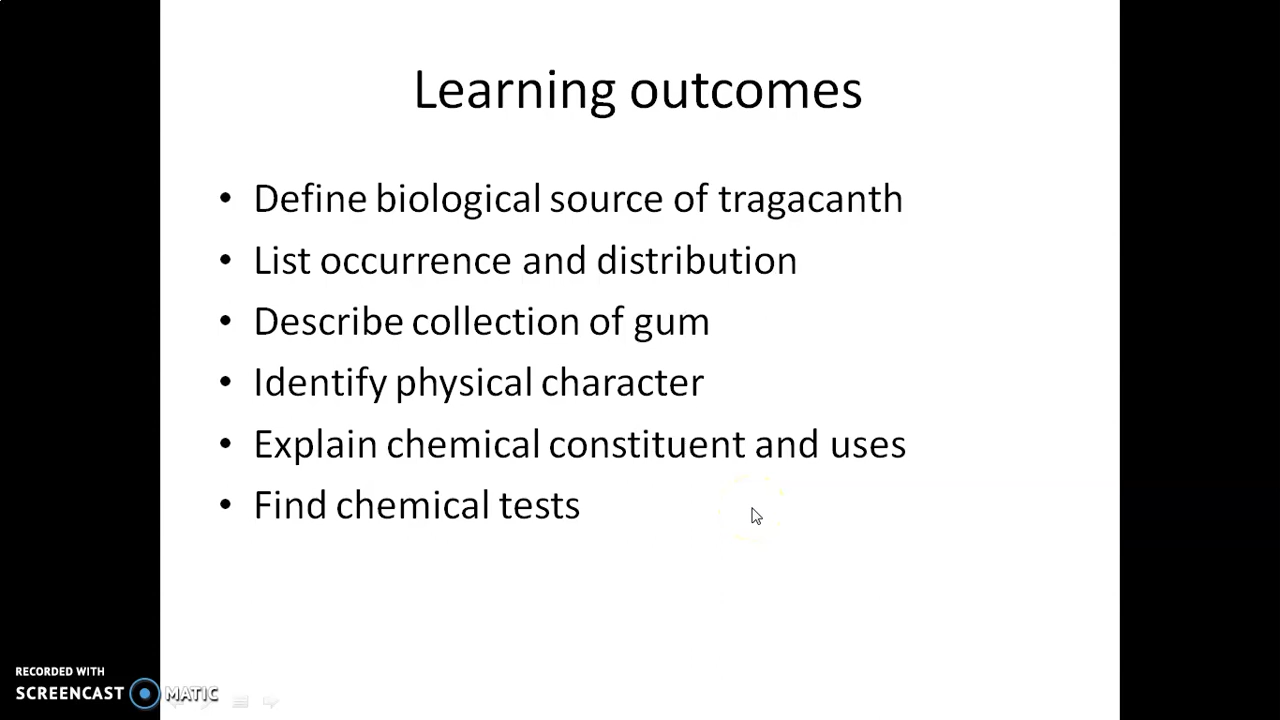 Learning outcomes
• Define biological source of tragacanth
• List occurrence and distribution
• Describe collection of gum
• Identify physical character
• Explain chemical constituent and uses
• Find chemical tests
RECORDED WITH
SCREENCAST MATIC